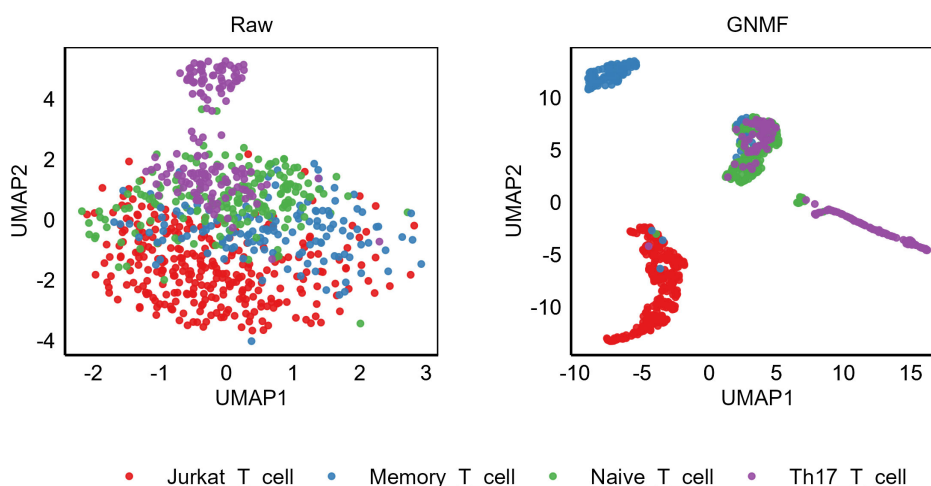 Raw
GNMF
4
2
0
-2
-4
UMAP2
-2 -1 0 1 2 3
UMAP1
10
5
0
-5
-10
UMAP2
-10 -5 0 5 10 15
UMAP1
Jurkat T cell Memory T cell Naive T cell Th17 T cell